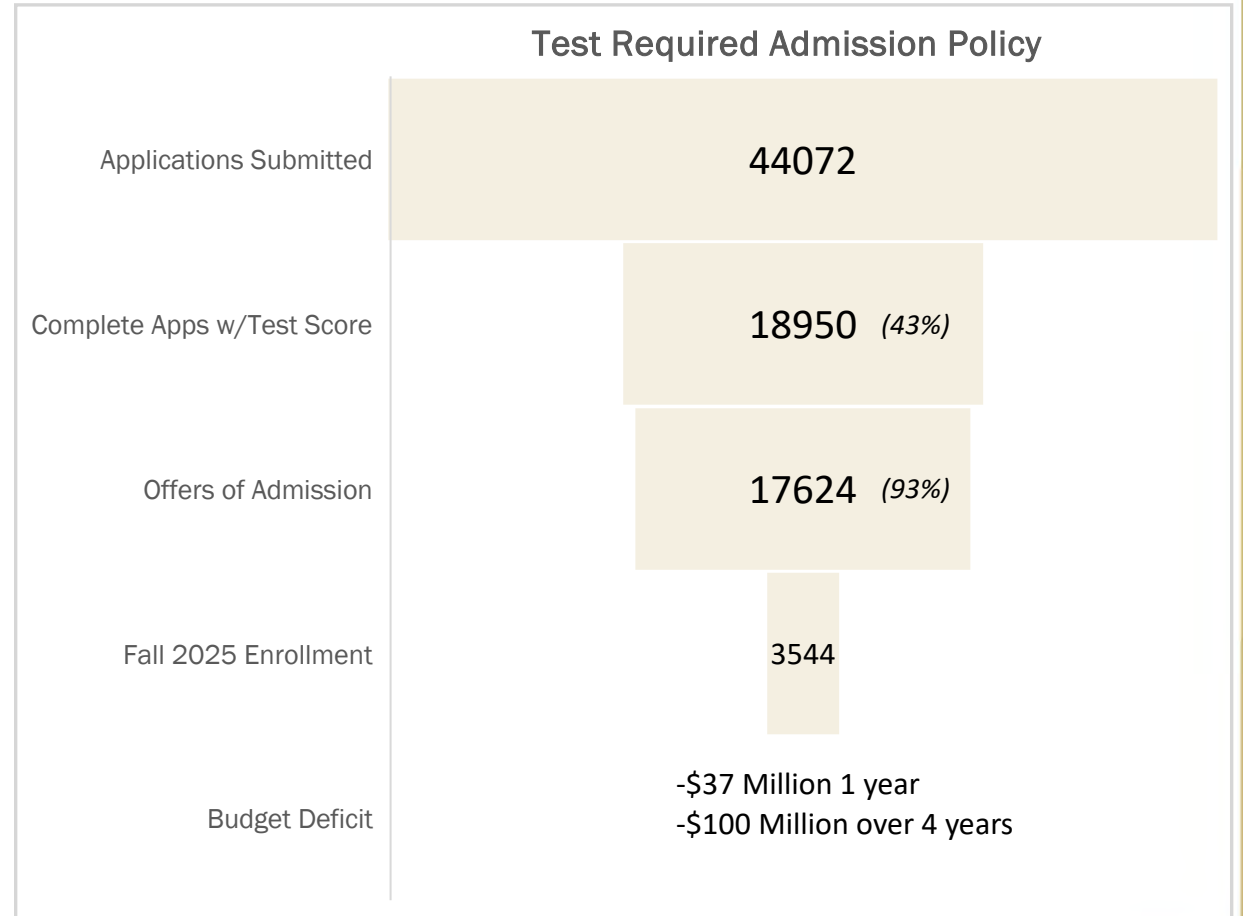 Test Required Admission Policy
Applications Submitted 44072
Complete Apps w/Test Score 18950 (43%)
Offers of Admission 17624 (93%)
Fall 2025 Enrollment 3544
Budget Deficit
-$37 Million 1 year
-$100 Million over 4 years